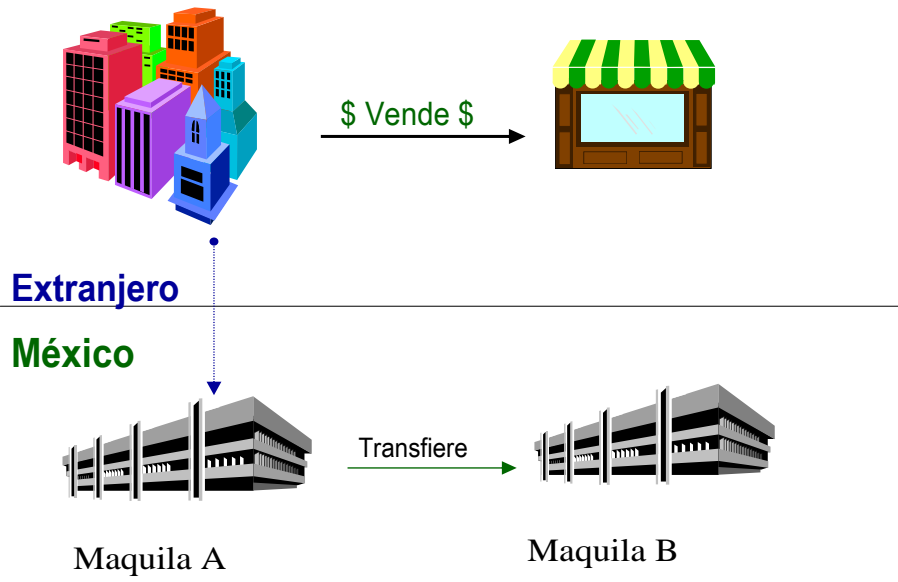 $ Vende $
Extranjero
México
Transfiere
Maquila A
Maquila B